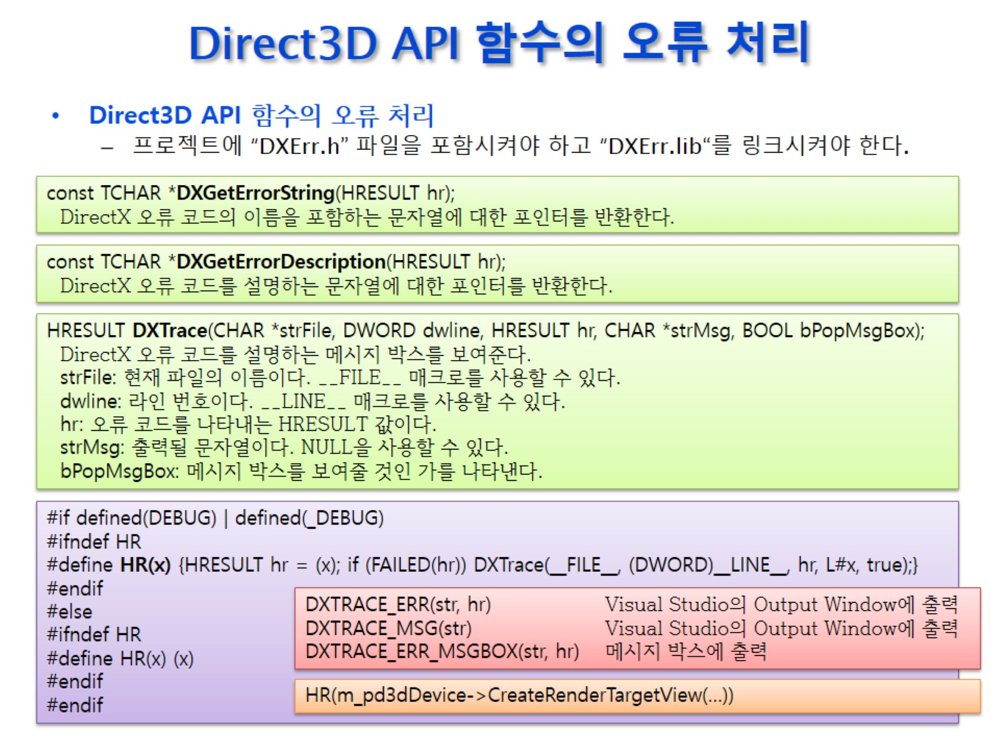 Direct3D API 함수의 오류 처리
• Direct3D API 함수의 오류 처리
– 프로젝트에 “DXErr.h” 파일을 포함시켜야 하고 “DXErr.lib“를 링크시켜야 한다.
const TCHAR *DXGetErrorString(HRESULT hr);
DirectX 오류 코드의 이름을 포함하는 문자열에 대한 포인터를 반환한다.
const TCHAR *DXGetErrorDescription(HRESULT hr);
DirectX 오류 코드를 설명하는 문자열에 대한 포인터를 반환한다.
HRESULT DXTrace(CHAR *strFile, DWORD dwline, HRESULT hr, CHAR *strMsg, BOOL bPopMsgBox);
DirectX 오류 코드를 설명하는 메시지 박스를 보여준다.
strFile: 현재 파일의 이름이다. __FILE__ 매크로를 사용할 수 있다.
dwline: 라인 번호이다. __LINE__ 매크로를 사용할 수 있다.
hr: 오류 코드를 나타내는 HRESULT 값이다.
strMsg: 출력될 문자열이다. NULL을 사용할 수 있다.
bPopMsgBox: 메시지 박스를 보여줄 것인 가를 나타낸다.
#if defined(DEBUG) | defined(_DEBUG)
#ifndef HR
#define HR(x) {HRESULT hr = (x); if (FAILED(hr)) DXTrace(__FILE__, (DWORD)__LINE__, hr, L#x, true);}
#endif
#else
#ifndef HR
#define HR(x) (x)
#endif
#endif
DXTRACE_ERR(str, hr) Visual Studio의 Output Window에 출력
DXTRACE_MSG(str) Visual Studio의 Output Window에 출력
DXTRACE_ERR_MSGBOX(str, hr) 메시지 박스에 출력
HR(m_pd3dDevice->CreateRenderTargetView(...))